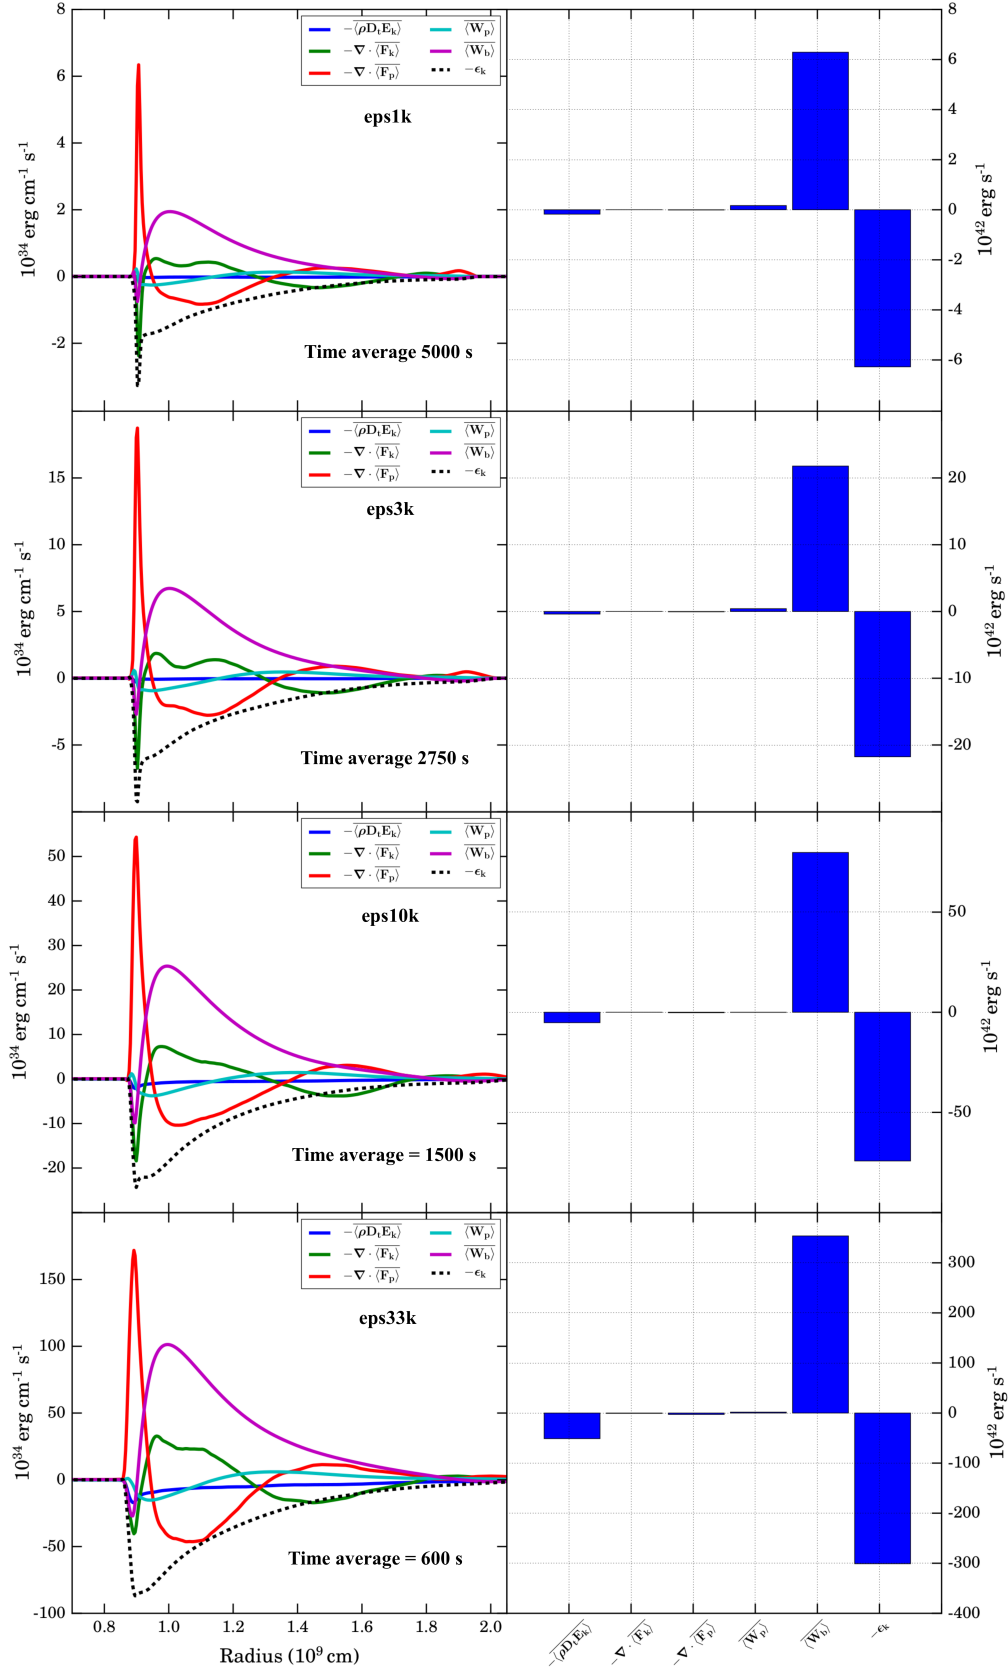 8
6
4
2
0
-2
10³⁴ erg cm⁻¹ s⁻¹
−⟨ρDₜEₖ⟩ ⟨Wₚ⟩
−∇ · ⟨Fₖ⟩ ⟨W_b⟩
−∇ · ⟨Fₚ⟩ −ϵₖ
eps1k
Time average 5000 s
8
6
4
2
0
-2
-4
-6
10⁴² erg s⁻¹
15
10
5
0
-5
10³⁴ erg cm⁻¹ s⁻¹
−⟨ρDₜEₖ⟩ ⟨Wₚ⟩
−∇ · ⟨Fₖ⟩ ⟨W_b⟩
−∇ · ⟨Fₚ⟩ −ϵₖ
eps3k
Time average 2750 s
20
10
0
-10
-20
10⁴² erg s⁻¹
50
40
30
20
10
0
-10
-20
10³⁴ erg cm⁻¹ s⁻¹
−⟨ρDₜEₖ⟩ ⟨Wₚ⟩
−∇ · ⟨Fₖ⟩ ⟨W_b⟩
−∇ · ⟨Fₚ⟩ −ϵₖ
eps10k
Time average = 1500 s
50
0
-50
10⁴² erg s⁻¹
150
100
50
0
-50
-100
10³⁴ erg cm⁻¹ s⁻¹
−⟨ρDₜEₖ⟩ ⟨Wₚ⟩
−∇ · ⟨Fₖ⟩ ⟨W_b⟩
−∇ · ⟨Fₚ⟩ −ϵₖ
eps33k
Time average = 600 s
300
200
100
0
-100
-200
-300
-400
10⁴² erg s⁻¹
0.8 1.0 1.2 1.4 1.6 1.8 2.0
Radius (10⁹ cm)
−⟨ρDₜEₖ⟩
−∇ · ⟨Fₖ⟩
−∇ · ⟨Fₚ⟩
⟨Wₚ⟩
⟨W_b⟩
−ϵₖ